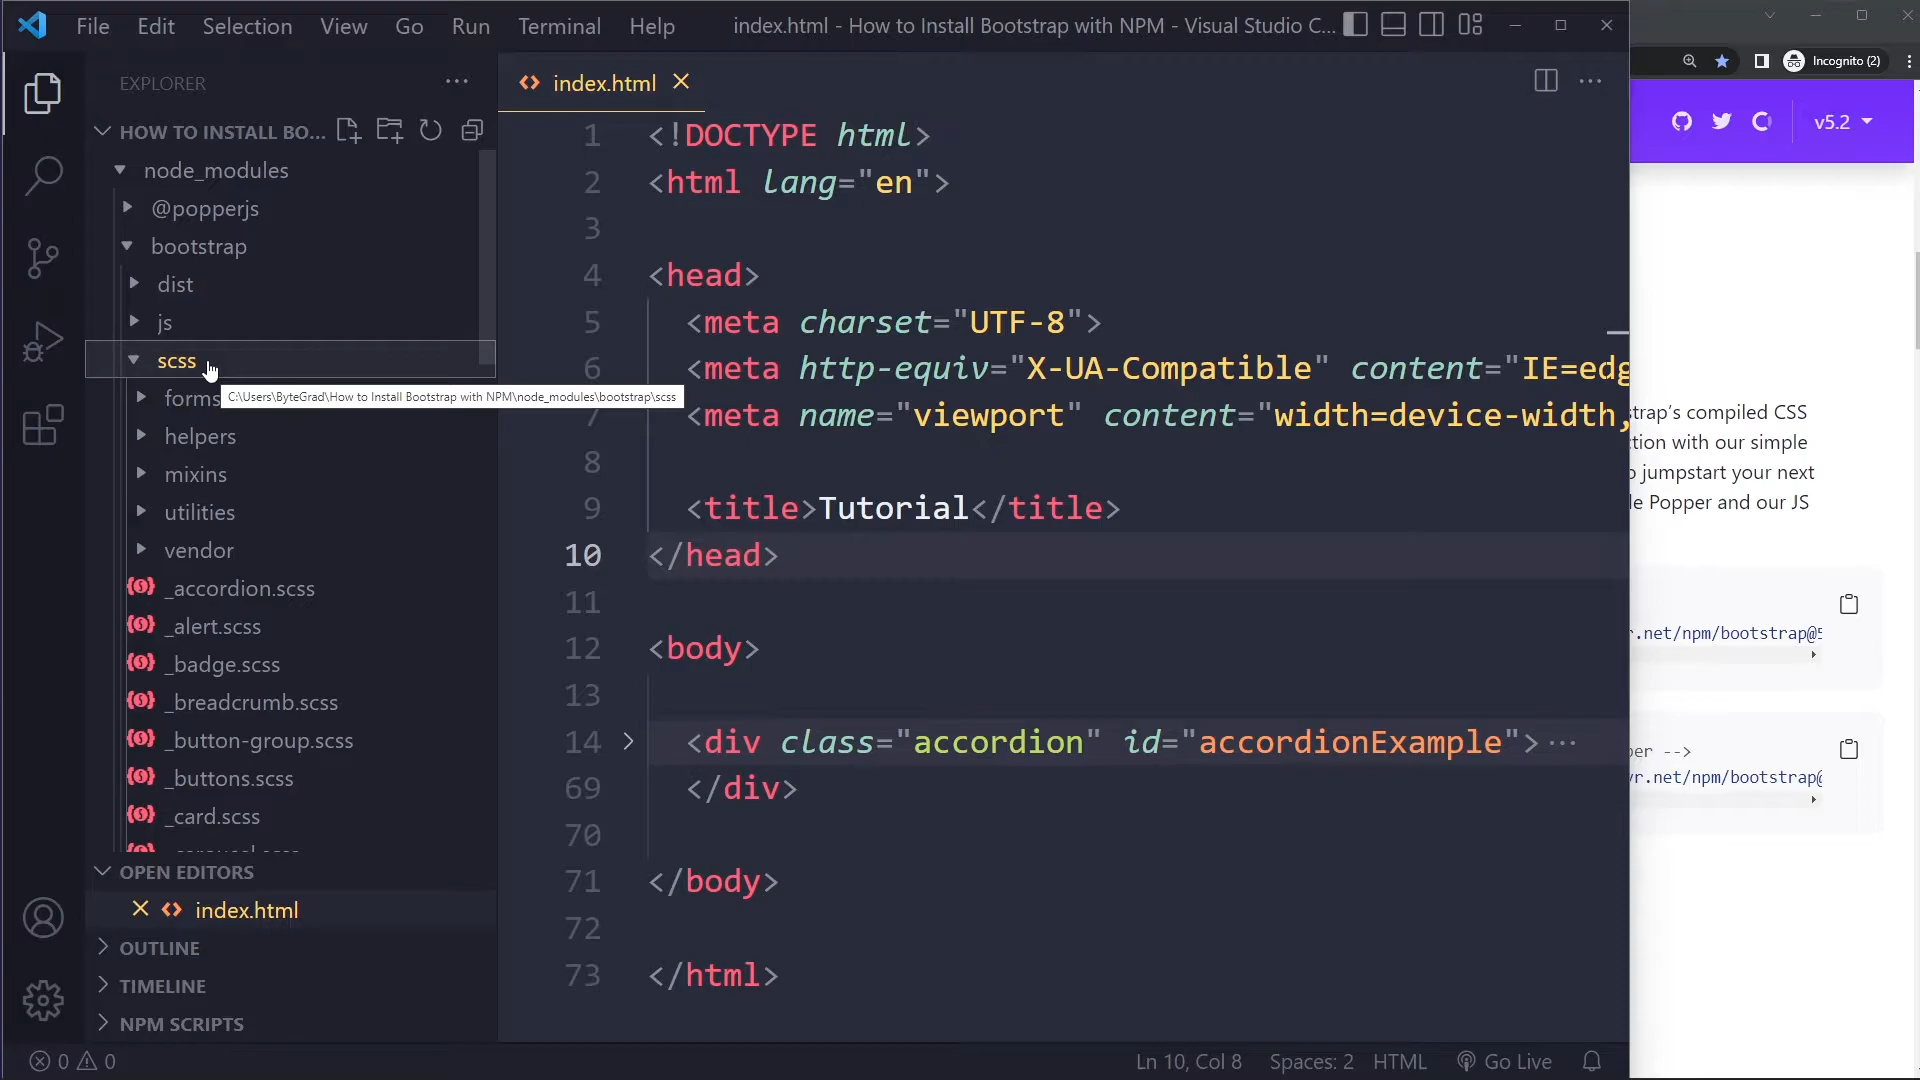 File Edit Selection View Go Run Terminal Help
index.html - How to Install Bootstrap with NPM - Visual Studio C...
Incognito (2)
EXPLORER
index.html
v5.2
HOW TO INSTALL BO...
node_modules
@popperjs
bootstrap
dist
js
scss
C:\Users\ByteGrad\How to Install Bootstrap with NPM\node_modules\bootstrap\scss
forms
helpers
mixins
utilities
vendor
_accordion.scss
_alert.scss
_badge.scss
_breadcrumb.scss
_button-group.scss
_buttons.scss
_card.scss
OPEN EDITORS
index.html
OUTLINE
TIMELINE
NPM SCRIPTS
1 <!DOCTYPE html>
2 <html lang="en">
3
4 <head>
5 <meta charset="UTF-8">
6 <meta http-equiv="X-UA-Compatible" content="IE=edg
7 <meta name="viewport" content="width=device-width,
8
9 <title>Tutorial</title>
10 </head>
11
12 <body>
13
14 <div class="accordion" id="accordionExample">···
69 </div>
70
71 </body>
72
73 </html>
strap’s compiled CSS
ction with our simple
o jumpstart your next
le Popper and our JS
r.net/npm/bootstrap@5
per -->
vr.net/npm/bootstrap@
0 0
Ln 10, Col 8 Spaces: 2 HTML Go Live